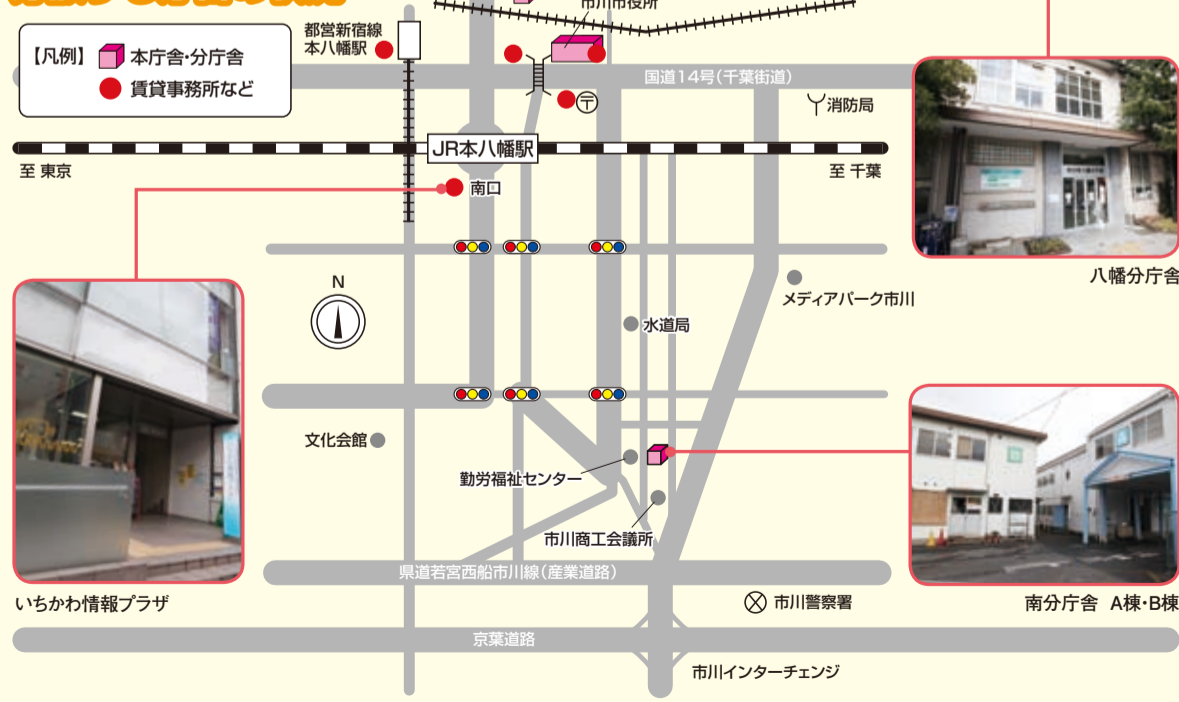 市川市役所
【凡例】
本庁舎・分庁舎
賃貸事務所など
都営新宿線
本八幡駅
国道14号（千葉街道）
消防局
JR本八幡駅
至 東京
至 千葉
南口
八幡分庁舎
N
メディアパーク市川
水道局
文化会館
勤労福祉センター
市川商工会議所
県道若宮西船市川線（産業道路）
いちかわ情報プラザ
市川警察署
南分庁舎 A棟・B棟
京葉道路
市川インターチェンジ